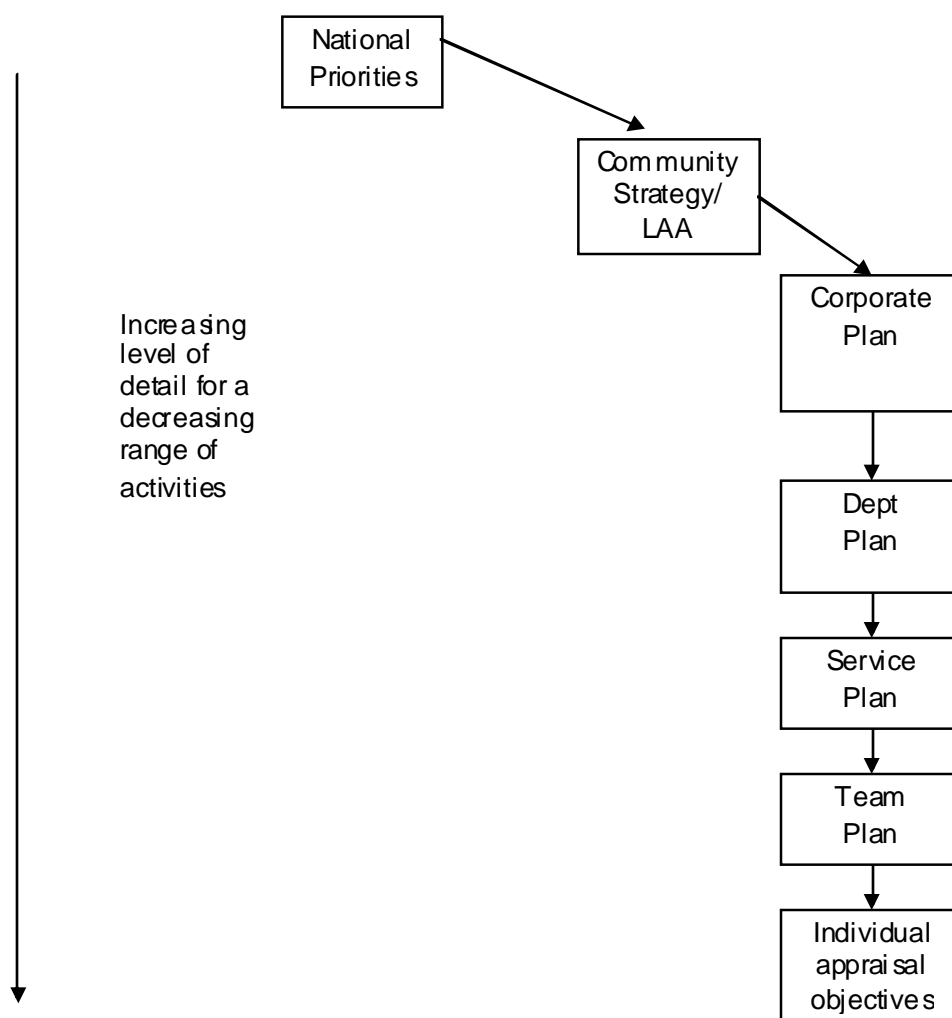 National
Priorities
Community
Strategy/
LAA
Corporate
Plan
Increasing
level of
detail for a
decreasing
range of
activities
Dept
Plan
Service
Plan
Team
Plan
Individual
appraisal
objectives